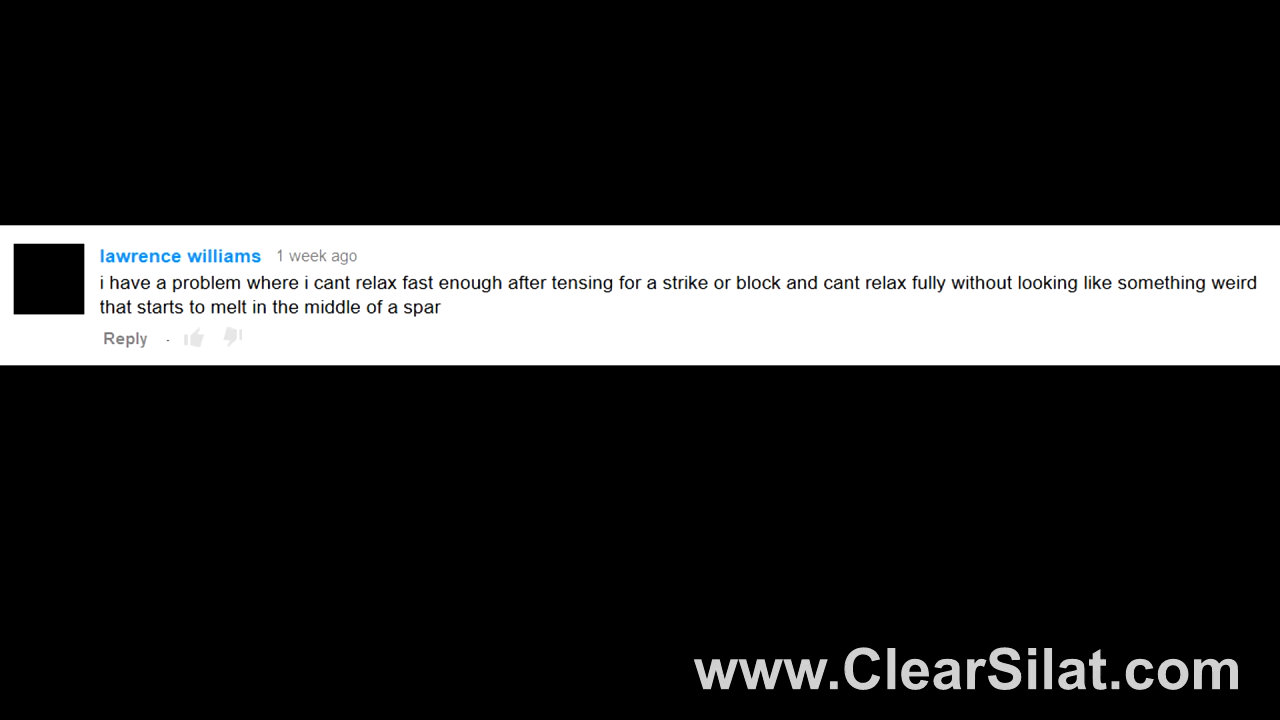 lawrence williams 1 week ago
i have a problem where i cant relax fast enough after tensing for a strike or block and cant relax fully without looking like something weird
that starts to melt in the middle of a spar
Reply .
www.ClearSilat.com